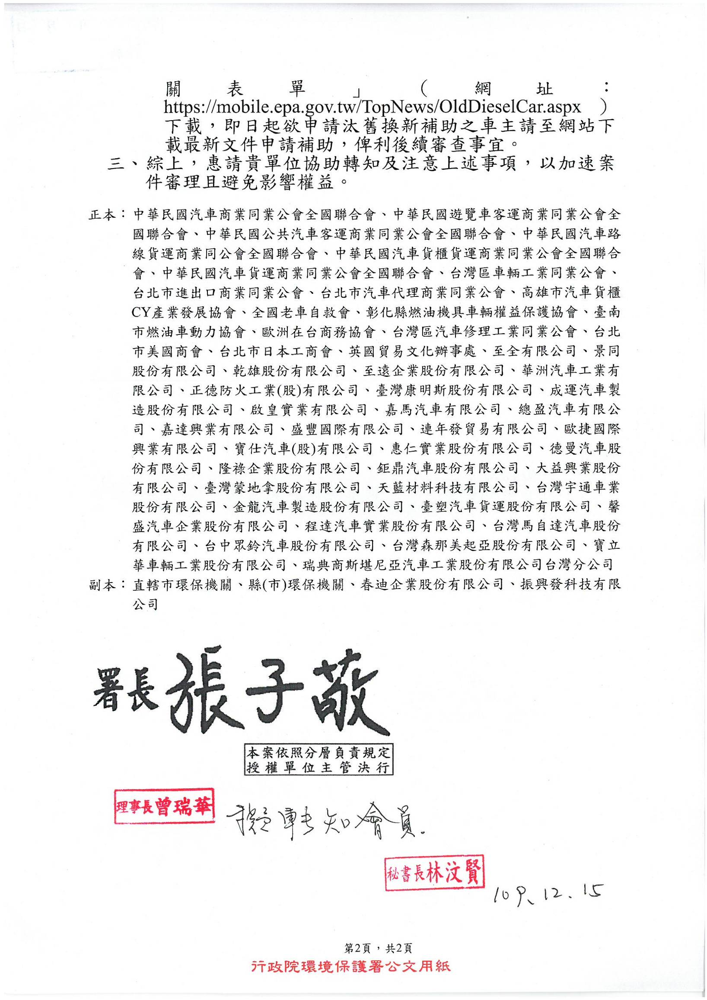 關表單」(網址：
https://mobile.epa.gov.tw/TopNews/OldDieselCar.aspx )
下載，即日起欲申請汰舊換新補助之車主請至網站下
載最新文件申請補助，俾利後續審查事宜。
三、綜上，惠請貴單位協助轉知及注意上述事項，以加速案
件審理且避免影響權益。
正本：中華民國汽車商業同業公會全國聯合會、中華民國遊覽車客運商業同業公會全
國聯合會、中華民國公共汽車客運商業同業公會全國聯合會、中華民國汽車路
線貨運商業同公會全國聯合會、中華民國汽車貨櫃貨運商業同業公會全國聯合
會、中華民國汽車貨運商業同業公會全國聯合會、台灣區車輛工業同業公會、
台北市進出口商業同業公會、台北市汽車代理商業同業公會、高雄市汽車貨櫃
CY產業發展協會、全國老車自救會、彰化縣燃油機具車輛權益保護協會、臺南
市燃油車動力協會、歐洲在台商務協會、台灣區汽車修理工業同業公會、台北
市美國商會、台北市日本工商會、英國貿易文化辦事處、至全有限公司、景同
股份有限公司、乾雄股份有限公司、至遠企業股份有限公司、華洲汽車工業有
限公司、正德防火工業(股)有限公司、臺灣康明斯股份有限公司、成運汽車製
造股份有限公司、啟皇實業有限公司、嘉馬汽車有限公司、總盈汽車有限公
司、嘉達興業有限公司、盛豐國際有限公司、連年發貿易有限公司、歐捷國際
興業有限公司、寶仕汽車(股)有限公司、惠仁實業股份有限公司、德曼汽車股
份有限公司、隆祿企業股份有限公司、鉅鼎汽車股份有限公司、大益興業股份
有限公司、臺灣蒙地拿股份有限公司、天藍材料科技有限公司、台灣宇通車業
股份有限公司、金龍汽車製造股份有限公司、臺塑汽車貨運股份有限公司、馨
盛汽車企業股份有限公司、程達汽車實業股份有限公司、台灣馬自達汽車股份
有限公司、台中眾鈴汽車股份有限公司、台灣森那美起亞股份有限公司、寶立
華車輛工業股份有限公司、瑞典商斯堪尼亞汽車工業股份有限公司台灣分公司
副本：直轄市環保機關、縣(市)環保機關、春迪企業股份有限公司、振興發科技有限
公司
署長 張子敬
本案依照分層負責規定
授權單位主管決行
理事長曾瑞華
擬轉知會員.
秘書長林汶賢
109、12.15
第2頁，共2頁
行政院環境保護署公文用紙